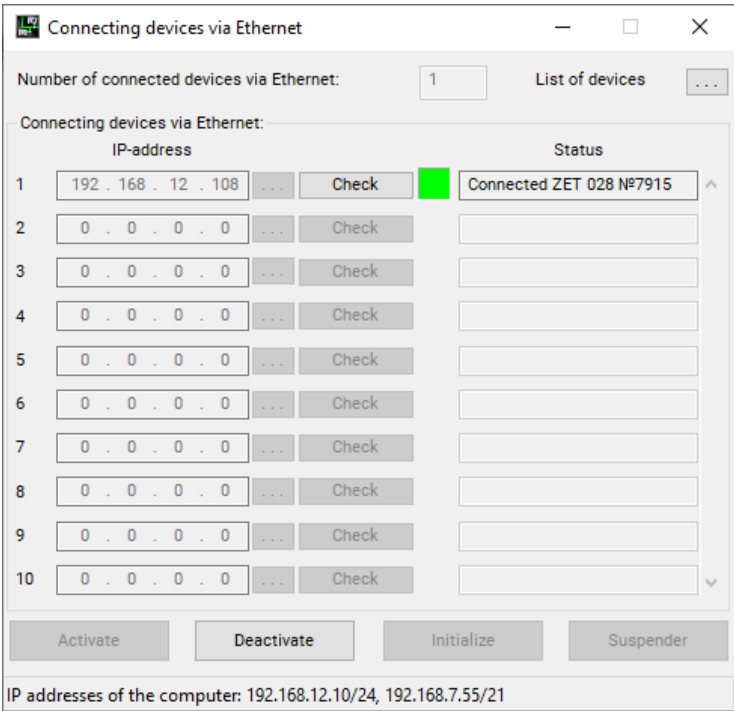 Connecting devices via Ethernet
Number of connected devices via Ethernet: 1 List of devices ...
Connecting devices via Ethernet:
IP-address Status
1 192 . 168 . 12 . 108 ... Check Connected ZET 028 №7915
2 0 . 0 . 0 . 0 ... Check
3 0 . 0 . 0 . 0 ... Check
4 0 . 0 . 0 . 0 ... Check
5 0 . 0 . 0 . 0 ... Check
6 0 . 0 . 0 . 0 ... Check
7 0 . 0 . 0 . 0 ... Check
8 0 . 0 . 0 . 0 ... Check
9 0 . 0 . 0 . 0 ... Check
10 0 . 0 . 0 . 0 ... Check
Activate Deactivate Initialize Suspender
IP addresses of the computer: 192.168.12.10/24, 192.168.7.55/21